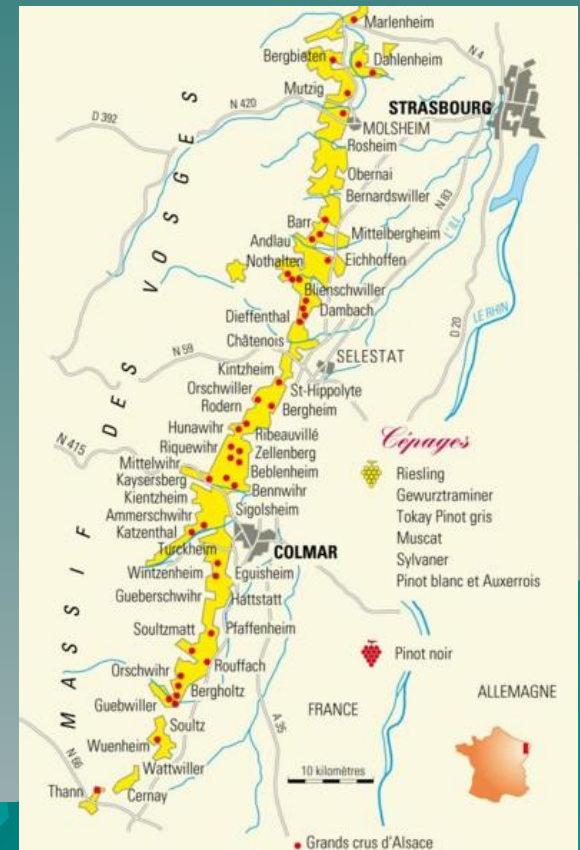 Marlenheim
Bergbieten
Dahlenheim
N 4
Mutzig
STRASBOURG
D 392
N 420
MOLSHEIM
Rosheim
Obernai
Bernardswiller
N 83
L'ILL
Barr
Mittelbergheim
Andlau
Eichhoffen
Nothalten
Blienschwiller
Dambach
Dieffenthal
LE RHIN
D 20
Châtenois
N 59
SELESTAT
Kintzheim
Orschwiller
St-Hippolyte
Rodern
Bergheim
Hunawihr
Ribeauvillé
N 415
Riquewihr
Zellenberg
Mittelwihr
Beblenheim
Kaysersberg
Bennwihr
Kientzheim
Sigolsheim
Ammerschwihr
Katzenthal
COLMAR
Turckheim
Wintzenheim
Eguisheim
Gueberschwihr
Hattstatt
Soultzmatt
Pfaffenheim
Orschwihr
Rouffach
Bergholtz
Guebwiller
Soultz
Wuenheim
Wattwiller
Thann
Cernay
N 66
A 35
MASSIF DES VOSGES
Cépages
Riesling
Gewurztraminer
Tokay Pinot gris
Muscat
Sylvaner
Pinot blanc et Auxerrois
Pinot noir
ALLEMAGNE
FRANCE
10 kilomètres
Grands crus d'Alsace